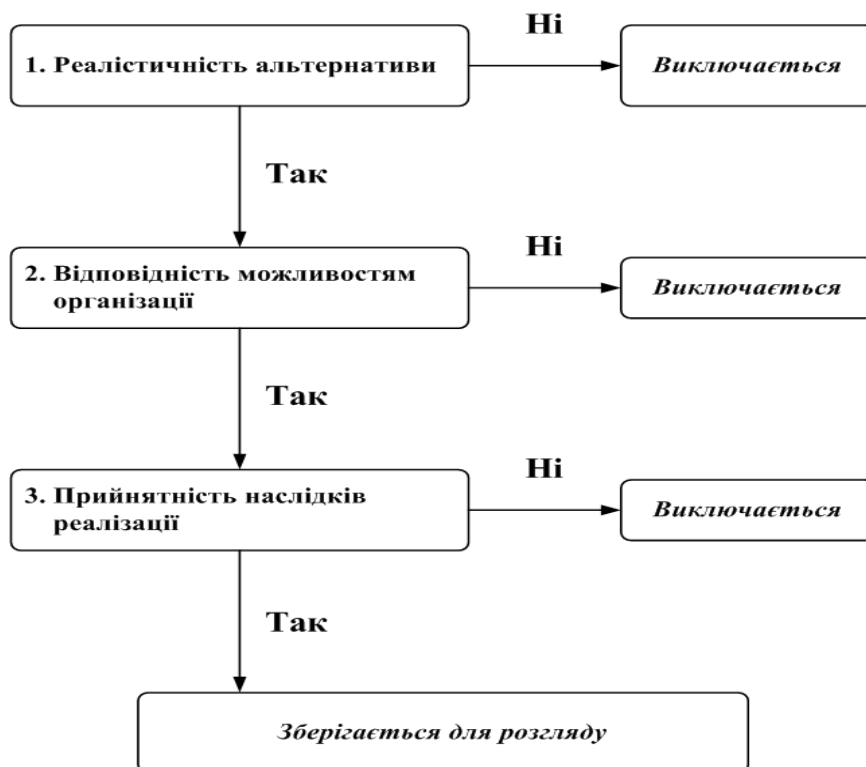 Ні
1. Реалістичність альтернативи
Виключається
Так
Ні
2. Відповідність можливостям
організації
Виключається
Так
Ні
3. Прийнятність наслідків
реалізації
Виключається
Так
Зберігається для розгляду